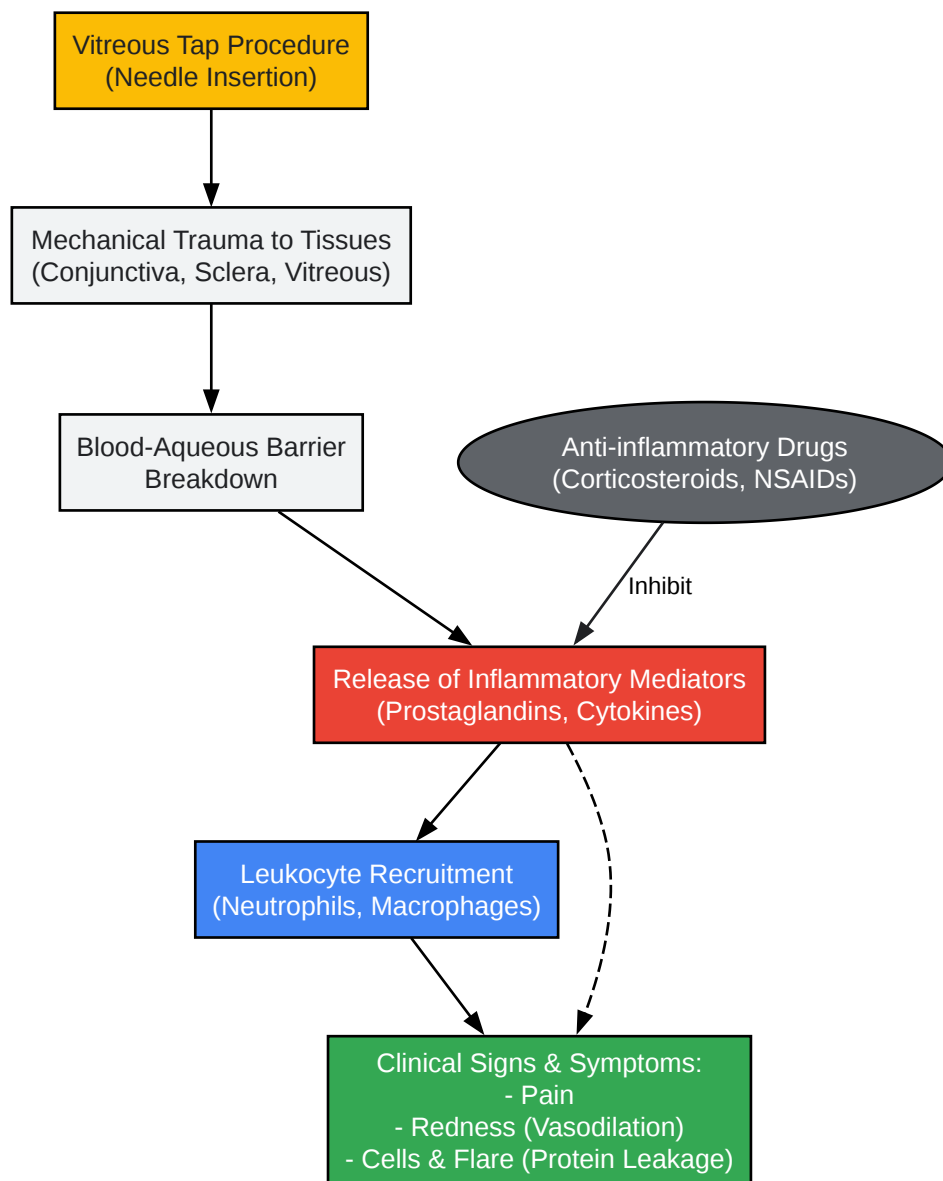 Vitreous Tap Procedure
(Needle Insertion)
Mechanical Trauma to Tissues
(Conjunctiva, Sclera, Vitreous)
Blood-Aqueous Barrier
Breakdown
Anti-inflammatory Drugs
(Corticosteroids, NSAIDs)
Inhibit
Release of Inflammatory Mediators
(Prostaglandins, Cytokines)
Leukocyte Recruitment
(Neutrophils, Macrophages)
Clinical Signs & Symptoms:
- Pain
- Redness (Vasodilation)
- Cells & Flare (Protein Leakage)